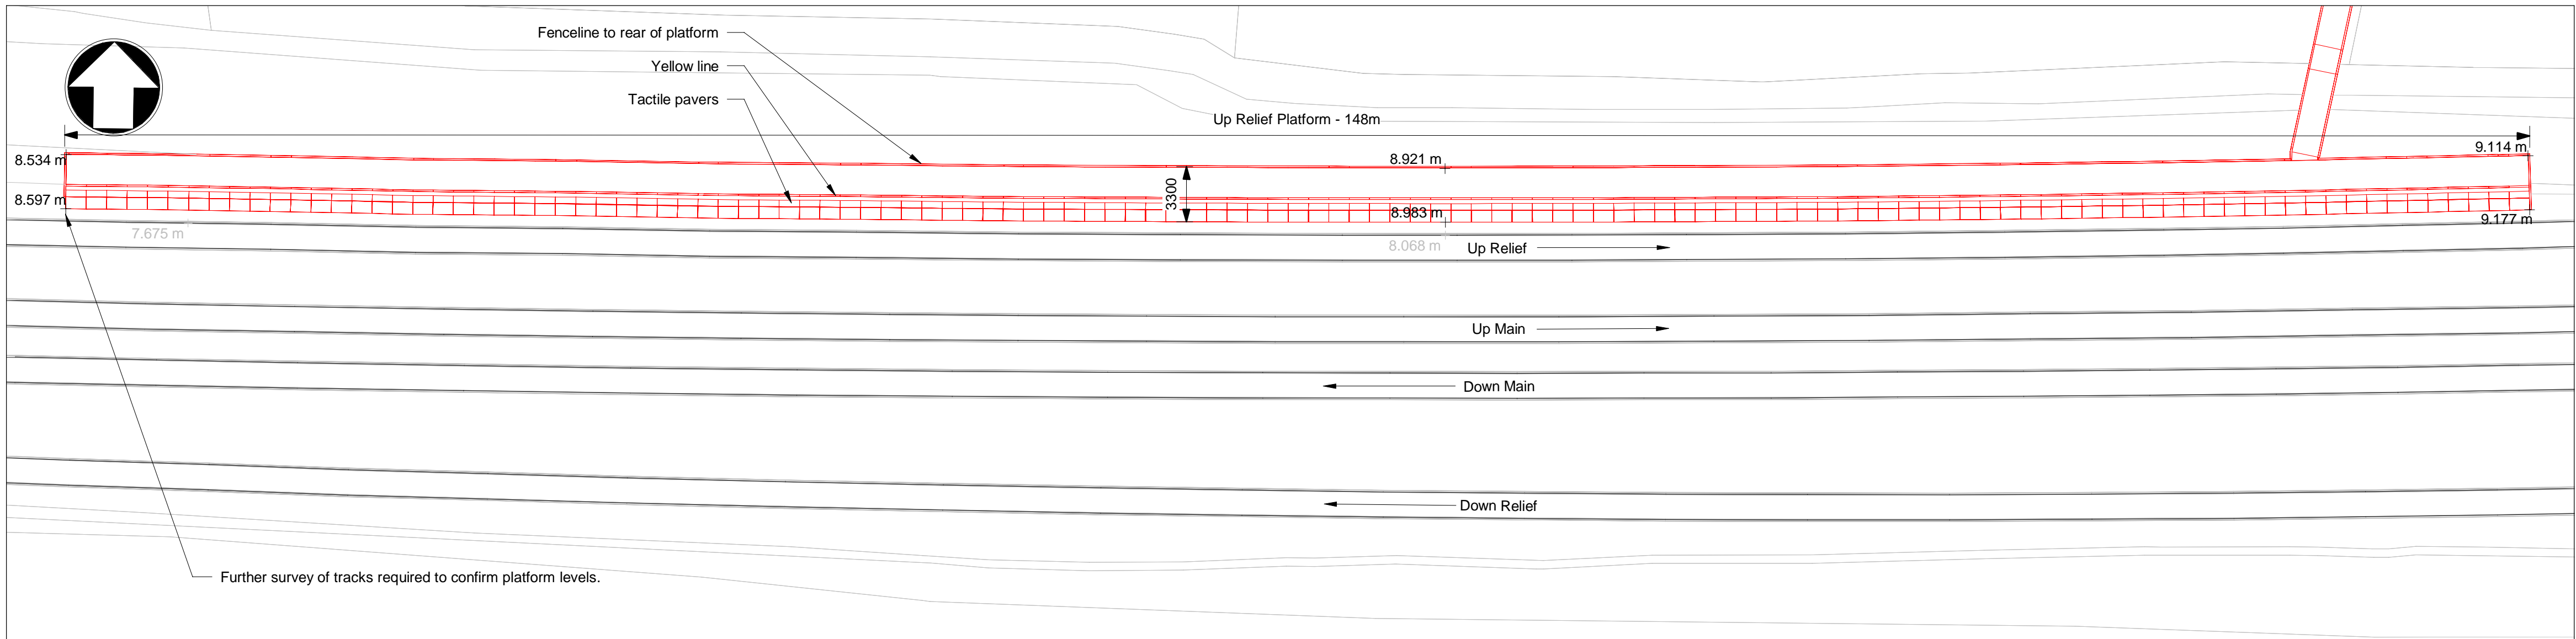 Fenceline to rear of platform
Yellow line
Tactile pavers
Up Relief Platform - 148m
8.534 m
8.921 m
9.114 m
3300
8.597 m
8.983 m
9.177 m
7.675 m
8.068 m
Up Relief
Up Main
Down Main
Down Relief
Further survey of tracks required to confirm platform levels.